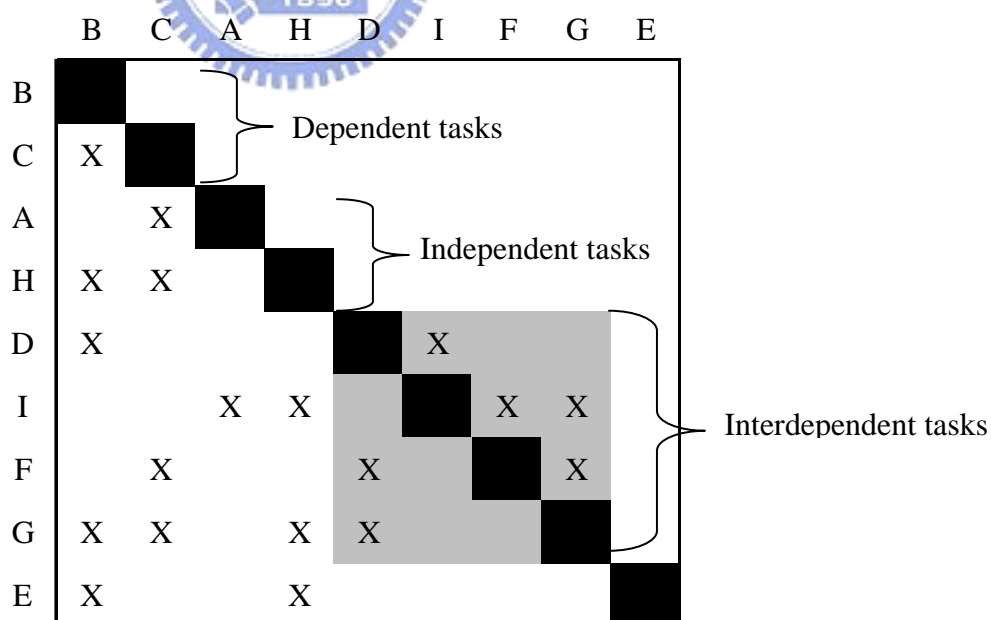 B C A H D I F G E
B
Dependent tasks
C X
A X
Independent tasks
H X X
D X X
I X X X X
Interdependent tasks
F X X X
G X X X X
E X X